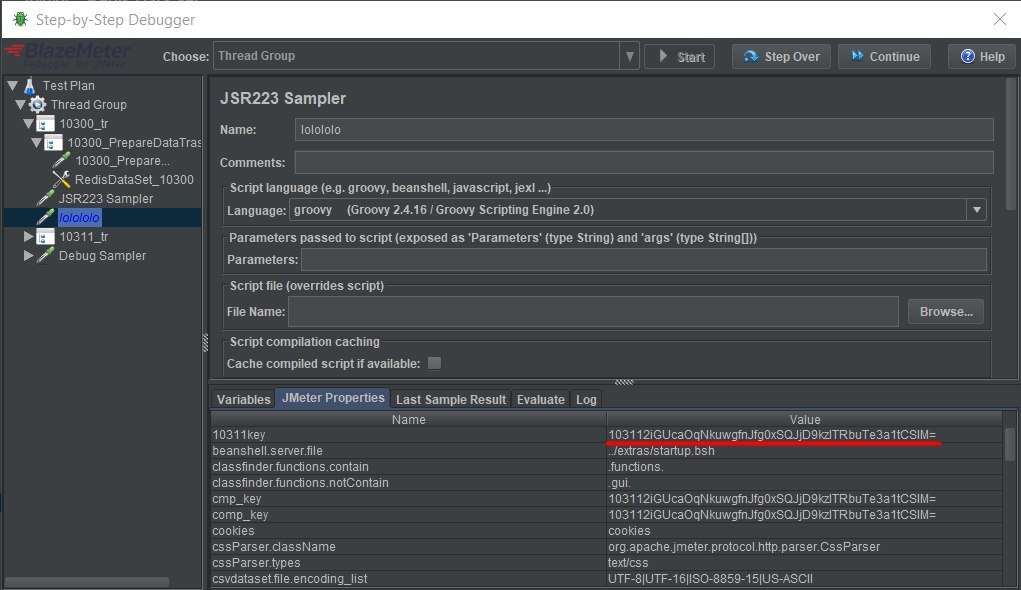 Step-by-Step Debugger
BlazeMeter
Debugger for JMeter
Choose: Thread Group Start Step Over Continue Help
Test Plan
Thread Group
10300_tr
10300_PrepareDataTras
10300_Prepare...
RedisDataSet_10300
JSR223 Sampler
lolololo
10311_tr
Debug Sampler
JSR223 Sampler
Name: lolololo
Comments:
Script language (e.g. groovy, beanshell, javascript, jexl ...)
Language: groovy (Groovy 2.4.16 / Groovy Scripting Engine 2.0)
Parameters passed to script (exposed as 'Parameters' (type String) and 'args' (type String[]))
Parameters:
Script file (overrides script)
File Name: Browse...
Script compilation caching
Cache compiled script if available:
Variables JMeter Properties Last Sample Result Evaluate Log
Name Value
10311key 103112iGUcaOqNkuwgfnJfg0xSQJjD9kzlTRbuTe3a1tCSIM=
beanshell.server.file ../extras/startup.bsh
classfinder.functions.contain .functions.
classfinder.functions.notContain .gui.
cmp_key 103112iGUcaOqNkuwgfnJfg0xSQJjD9kzlTRbuTe3a1tCSIM=
comp_key 103112iGUcaOqNkuwgfnJfg0xSQJjD9kzlTRbuTe3a1tCSIM=
cookies cookies
cssParser.className org.apache.jmeter.protocol.http.parser.CssParser
cssParser.types text/css
csvdataset.file.encoding_list UTF-8|UTF-16|ISO-8859-15|US-ASCII